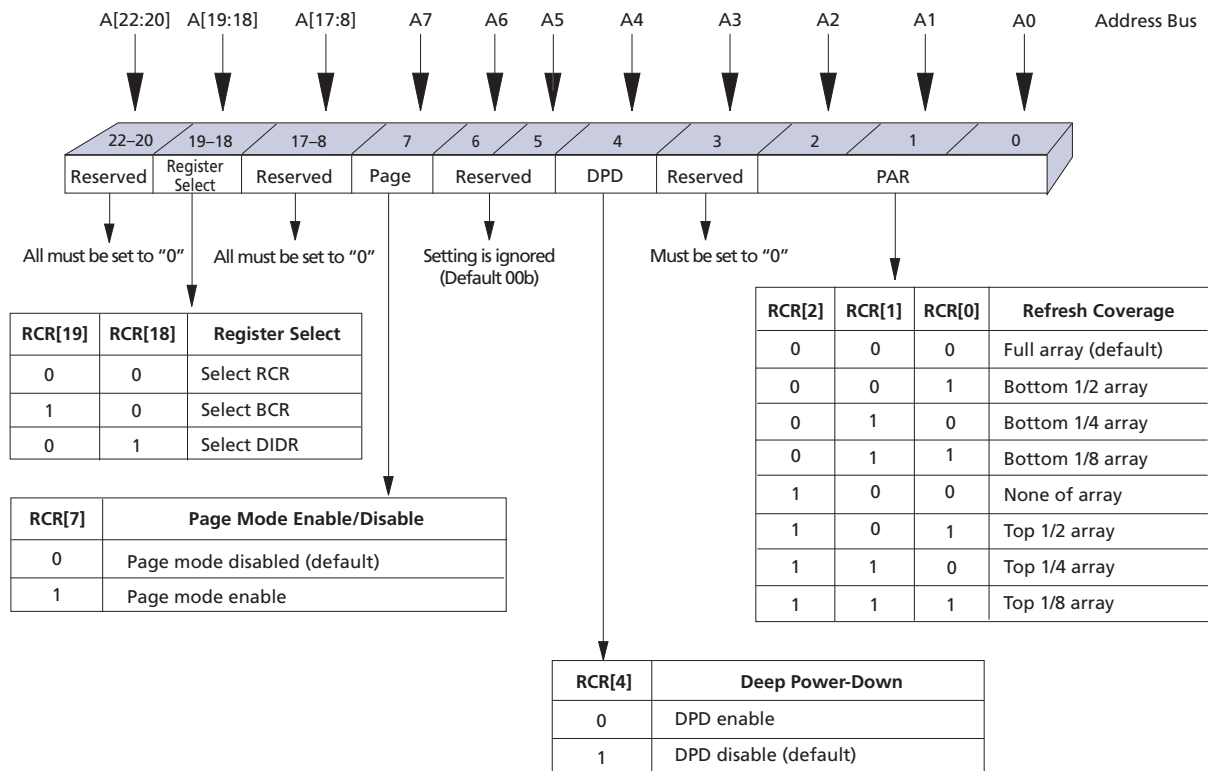 A[22:20] A[19:18] A[17:8] A7 A6 A5 A4 A3 A2 A1 A0 Address Bus
22–20 19–18 17–8 7 6 5 4 3 2 1 0
Reserved Register Select Reserved Page Reserved DPD Reserved PAR
All must be set to “0” All must be set to “0” Setting is ignored (Default 00b) Must be set to “0”
RCR[19] RCR[18] Register Select
0 0 Select RCR
1 0 Select BCR
0 1 Select DIDR
RCR[2] RCR[1] RCR[0] Refresh Coverage
0 0 0 Full array (default)
0 0 1 Bottom 1/2 array
0 1 0 Bottom 1/4 array
0 1 1 Bottom 1/8 array
1 0 0 None of array
1 0 1 Top 1/2 array
1 1 0 Top 1/4 array
1 1 1 Top 1/8 array
RCR[7] Page Mode Enable/Disable
0 Page mode disabled (default)
1 Page mode enable
RCR[4] Deep Power-Down
0 DPD enable
1 DPD disable (default)